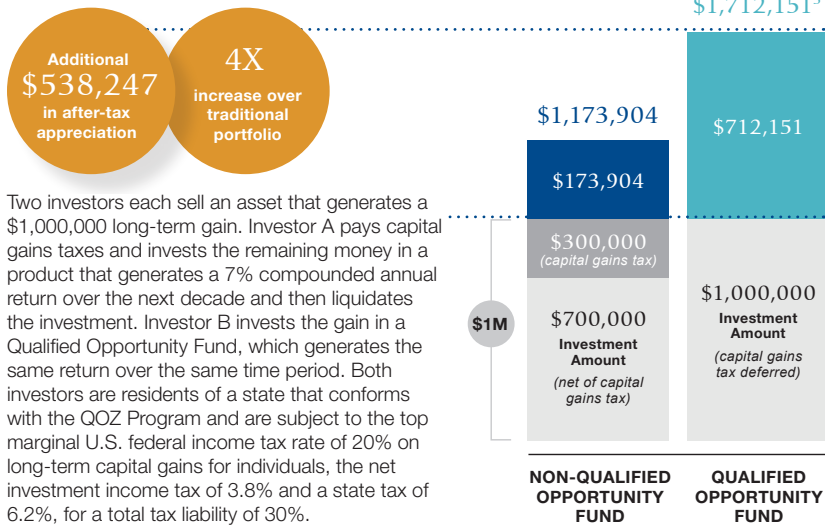 Additional
$538,247
in after-tax
appreciation
4X
increase over
traditional
portfolio
Two investors each sell an asset that generates a
$1,000,000 long-term gain. Investor A pays capital
gains taxes and invests the remaining money in a
product that generates a 7% compounded annual
return over the next decade and then liquidates
the investment. Investor B invests the gain in a
Qualified Opportunity Fund, which generates the
same return over the same time period. Both
investors are residents of a state that conforms
with the QOZ Program and are subject to the top
marginal U.S. federal income tax rate of 20% on
long-term capital gains for individuals, the net
investment income tax of 3.8% and a state tax of
6.2%, for a total tax liability of 30%.
$1M
$1,173,904
$173,904
$300,000
(capital gains tax)
$700,000
Investment
Amount
(net of capital
gains tax)
NON-QUALIFIED
OPPORTUNITY
FUND
$1,712,151
$712,151
$1,000,000
Investment
Amount
(capital gains
tax deferred)
QUALIFIED
OPPORTUNITY
FUND